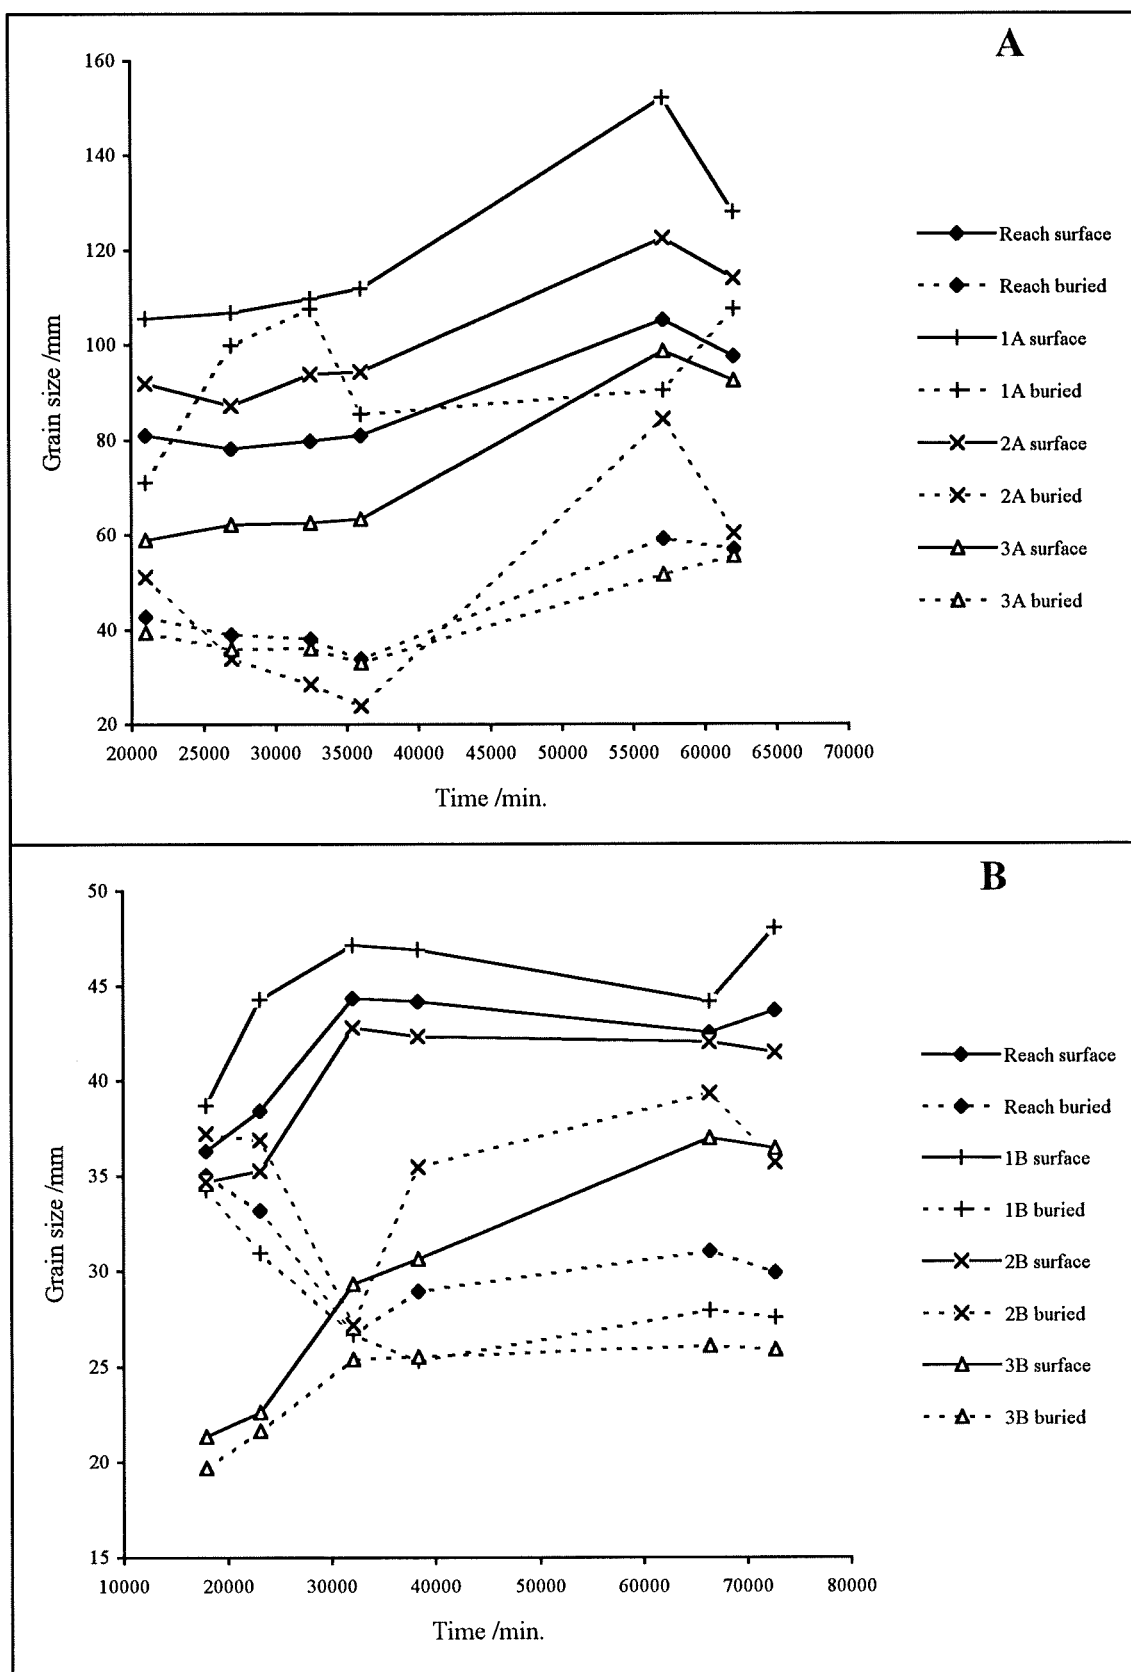 A
160
140
120
100
80
60
40
20
Grain size /mm
20000 25000 30000 35000 40000 45000 50000 55000 60000 65000 70000
Time /min.
Reach surface
Reach buried
1A surface
1A buried
2A surface
2A buried
3A surface
3A buried
B
50
45
40
35
30
25
20
15
Grain size /mm
10000 20000 30000 40000 50000 60000 70000 80000
Time /min.
Reach surface
Reach buried
1B surface
1B buried
2B surface
2B buried
3B surface
3B buried